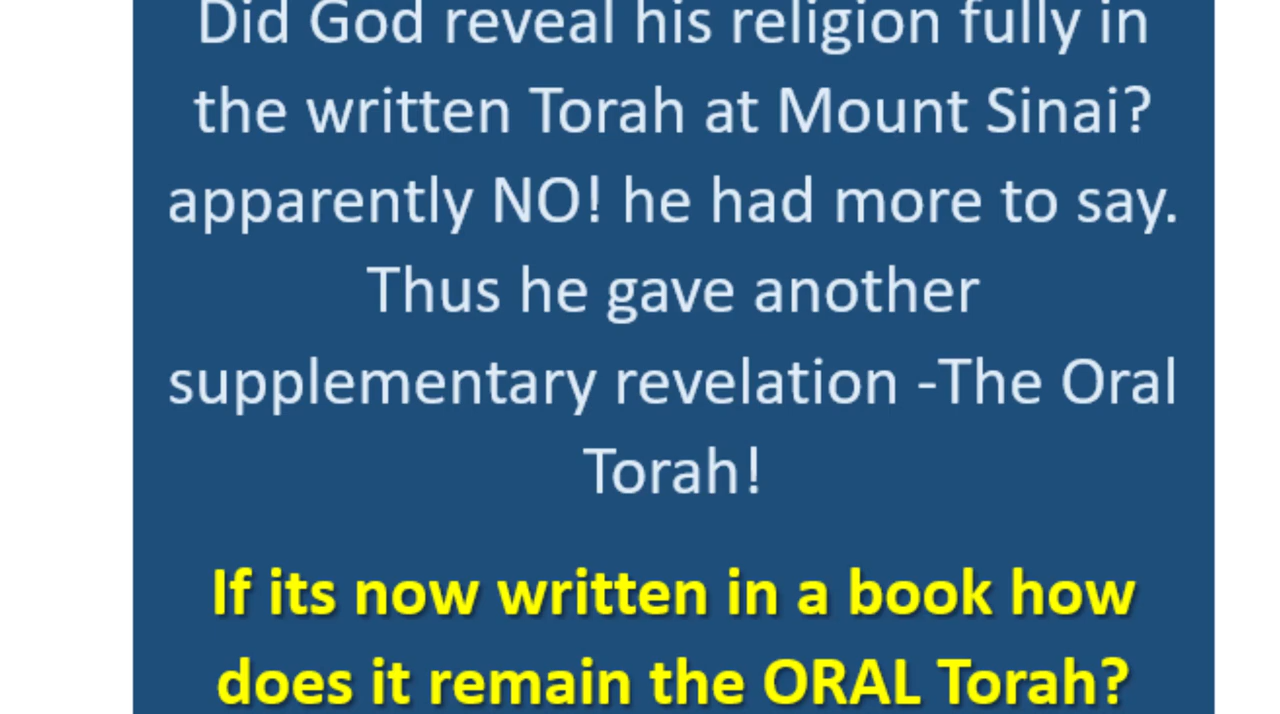 Did God reveal his religion fully in
the written Torah at Mount Sinai?
apparently NO! he had more to say.
Thus he gave another
supplementary revelation -The Oral
Torah!
If its now written in a book how
does it remain the ORAL Torah?